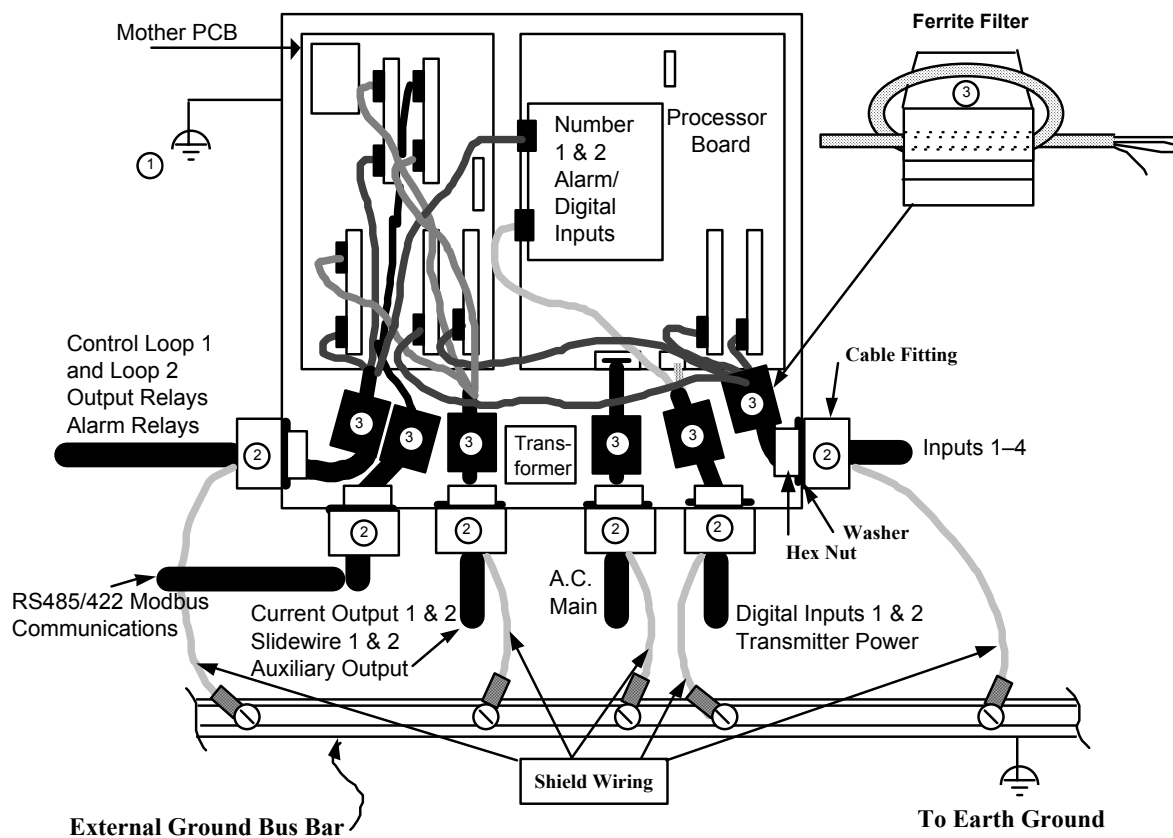 Mother PCB
Ferrite Filter
3
1
Number
1 & 2
Alarm/
Digital
Inputs
Processor
Board
Control Loop 1
and Loop 2
Output Relays
Alarm Relays
Cable Fitting
3
3
3
3
3
3
Trans-
former
2
2
Inputs 1–4
Washer
Hex Nut
2
2
2
2
RS485/422 Modbus
Communications
Current Output 1 & 2
Slidewire 1 & 2
Auxiliary Output
A.C.
Main
Digital Inputs 1 & 2
Transmitter Power
Shield Wiring
External Ground Bus Bar
To Earth Ground